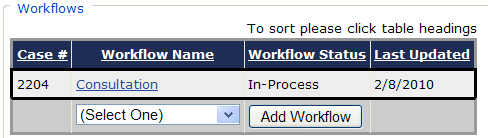 Workflows
To sort please click table headings
Case # Workflow Name Workflow Status Last Updated
2204 Consultation In-Process 2/8/2010
(Select One) Add Workflow